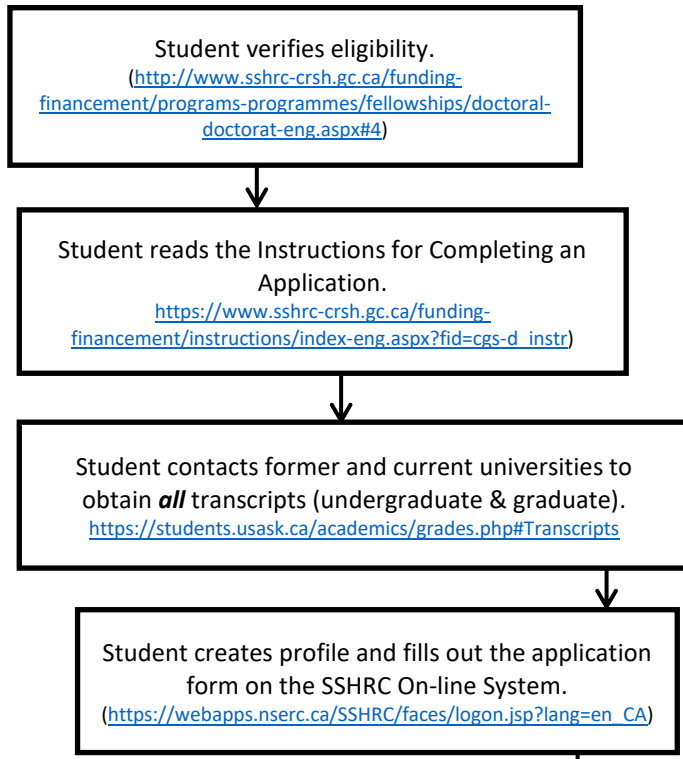 Student verifies eligibility.
(http://www.sshrc-crsh.gc.ca/funding-
financement/programs-programmes/fellowships/doctoral-
doctorat-eng.aspx#4)
Student reads the Instructions for Completing an
Application.
https://www.sshrc-crsh.gc.ca/funding-
financement/instructions/index-eng.aspx?fid=cgs-d_instr)
Student contacts former and current universities to
obtain all transcripts (undergraduate & graduate).
https://students.usask.ca/academics/grades.php#Transcripts
Student creates profile and fills out the application
form on the SSHRC On-line System.
(https://webapps.nserc.ca/SSHRC/faces/logon.jsp?lang=en_CA)